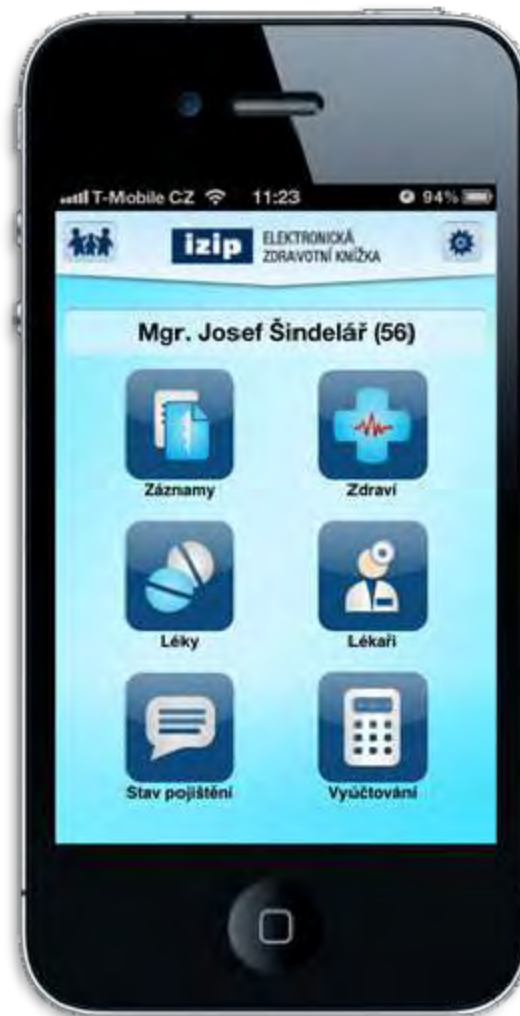 T-Mobile CZ 11:23 94%
izip ELEKTRONICKÁ
ZDRAVOTNÍ KNÍŽKA
Mgr. Josef Šindelář (56)
Záznamy Zdraví
Léky Lékaři
Stav pojištění Vyúčtování